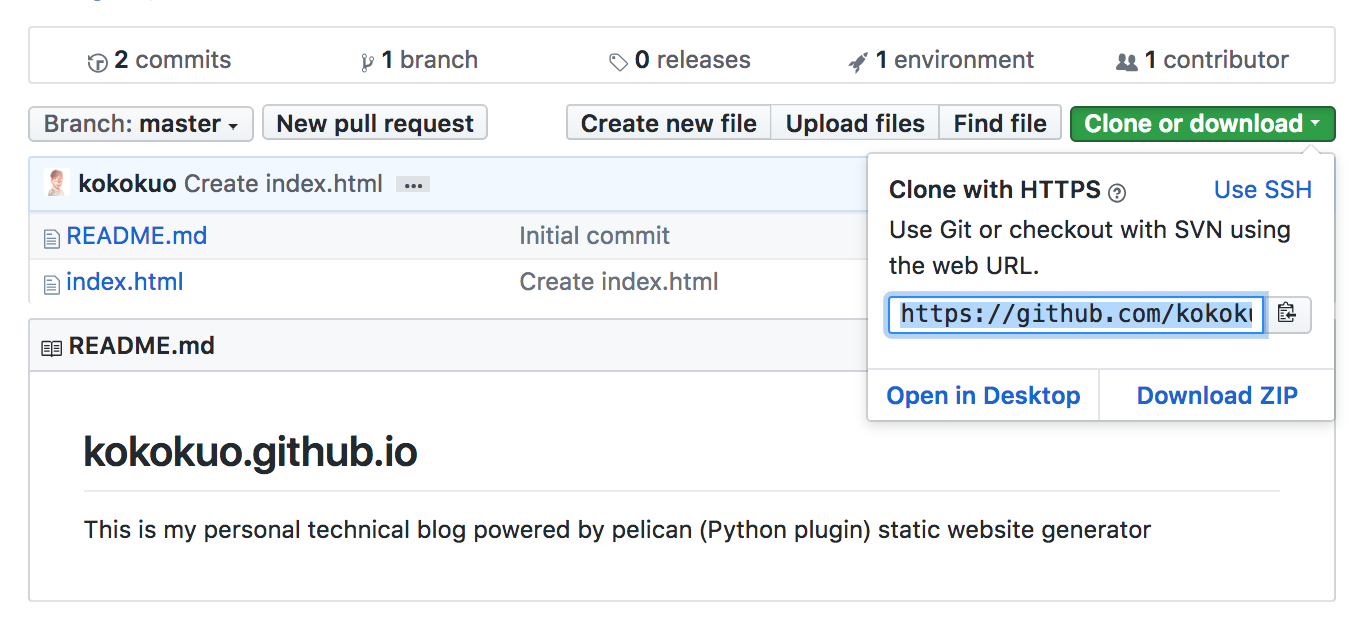 2 commits 1 branch 0 releases 1 environment 1 contributor
Branch: master New pull request Create new file Upload files Find file Clone or download
kokokuo Create index.html ...
Clone with HTTPS ? Use SSH
Use Git or checkout with SVN using
the web URL.
https://github.com/kokoku
Open in Desktop Download ZIP
README.md Initial commit
index.html Create index.html
README.md
kokokuo.github.io
This is my personal technical blog powered by pelican (Python plugin) static website generator